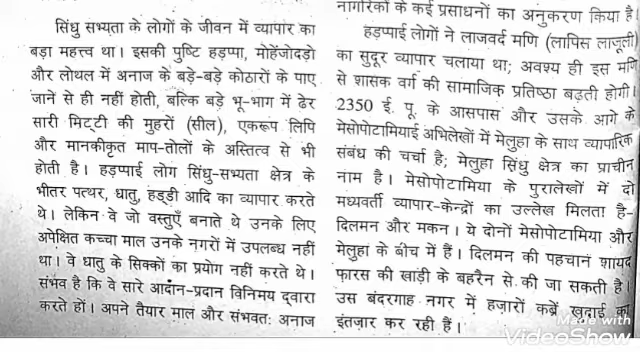 सिंधु सभ्यता के लोगों के जीवन में व्यापार का
बड़ा महत्त्व था। इसकी पुष्टि हड़प्पा, मोहेंजोदड़ो
और लोथल में अनाज के बड़े-बड़े कोठारों के पाए
जाने से ही नहीं होती, बल्कि बड़े भू-भाग में ढेर
सारी मिट्टी की मुहरों (सील), एकरूप लिपि
और मानकीकृत माप-तोलों के अस्तित्व से भी
होती है। हड़प्पाई लोग सिंधु-सभ्यता क्षेत्र के
भीतर पत्थर, धातु, हड्डी आदि का व्यापार करते
थे। लेकिन वे जो वस्तुएँ बनाते थे उनके लिए
अपेक्षित कच्चा माल उनके नगरों में उपलब्ध नहीं
था। वे धातु के सिक्कों का प्रयोग नहीं करते थे।
संभव है कि वे सारे आदान-प्रदान विनिमय द्वारा
करते हों। अपने तैयार माल और संभवतः अनाज
नागरिकों के कई प्रसाधनों का अनुकरण किया है।
हड़प्पाई लोगों ने लाजवर्द मणि (लापिस लाजूली)
का सुदूर व्यापार चलाया था; अवश्य ही इस मणि
से शासक वर्ग की सामाजिक प्रतिष्ठा बढ़ती होगी।
2350 ई. पू. के आसपास और उसके आगे के
मेसोपोटामियाई अभिलेखों में मेलुहा के साथ व्यापारिक
संबंध की चर्चा है; मेलुहा सिंधु क्षेत्र का प्राचीन
नाम है। मेसोपोटामिया के पुरालेखों में दो
मध्यवर्ती व्यापार-केन्द्रों का उल्लेख मिलता है-
दिलमन और मकन। ये दोनों मेसोपोटामिया और
मेलुहा के बीच में हैं। दिलमन की पहचान शायद
फारस की खाड़ी के बहरैन से की जा सकती है।
उस बंदरगाह नगर में हज़ारों कब्रें खुदाई का
इंतज़ार कर रही हैं।
Made with
VideoShow